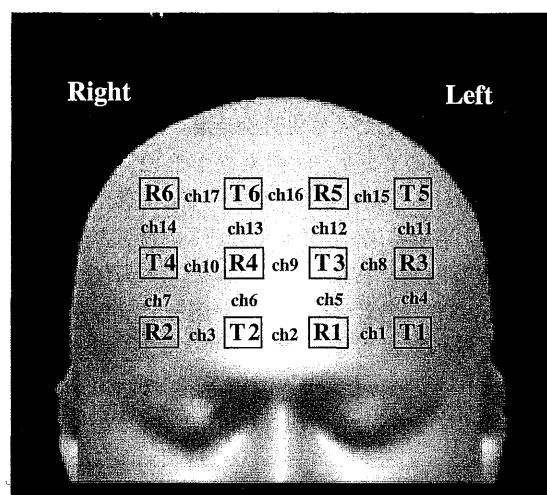 Right Left
R6 ch17 T6 ch16 R5 ch15 T5
ch14 ch13 ch12 ch11
T4 ch10 R4 ch9 T3 ch8 R3
ch7 ch6 ch5 ch4
R2 ch3 T2 ch2 R1 ch1 T1